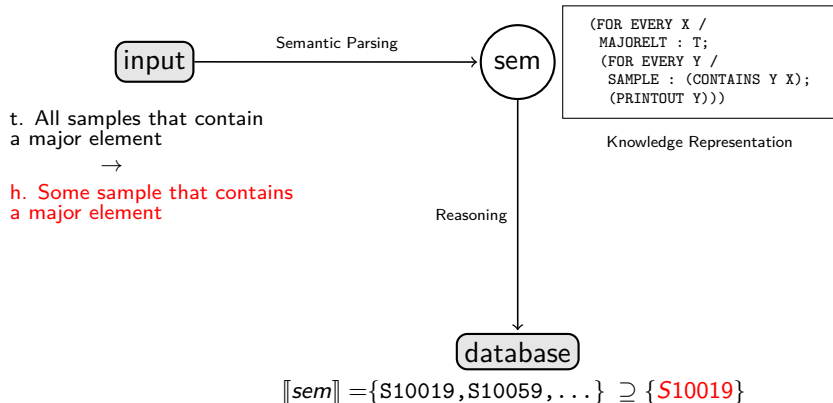 input
Semantic Parsing
sem
(FOR EVERY X /
MAJORELT : T;
(FOR EVERY Y /
SAMPLE : (CONTAINS Y X);
(PRINTOUT Y)))
Knowledge Representation
t. All samples that contain
a major element
→
h. Some sample that contains
a major element
Reasoning
database
⟦sem⟧ ={S10019,S10059,...} ⊇ {S10019}